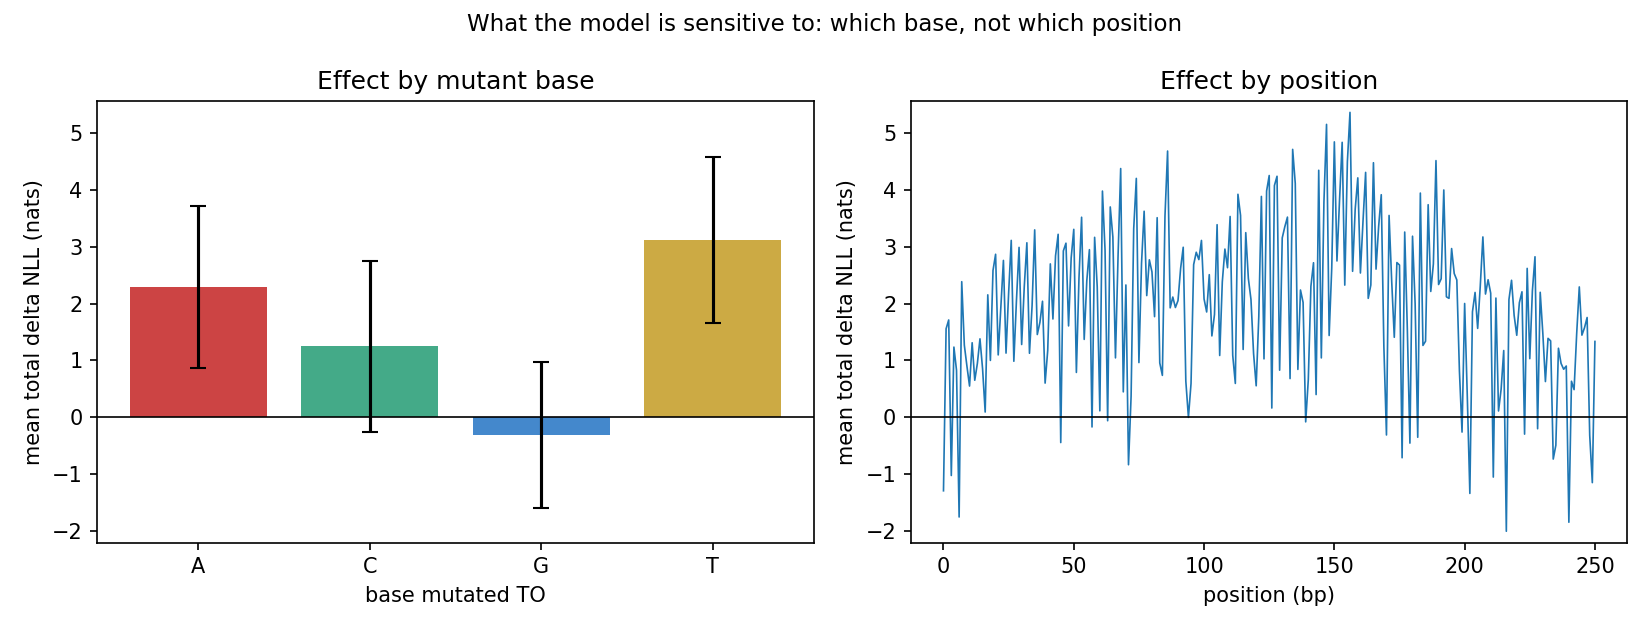 What the model is sensitive to: which base, not which position
Effect by mutant base
mean total delta NLL (nats)
5
4
3
2
1
0
−1
−2
A C G T
base mutated TO
Effect by position
mean total delta NLL (nats)
5
4
3
2
1
0
−1
−2
0 50 100 150 200 250
position (bp)